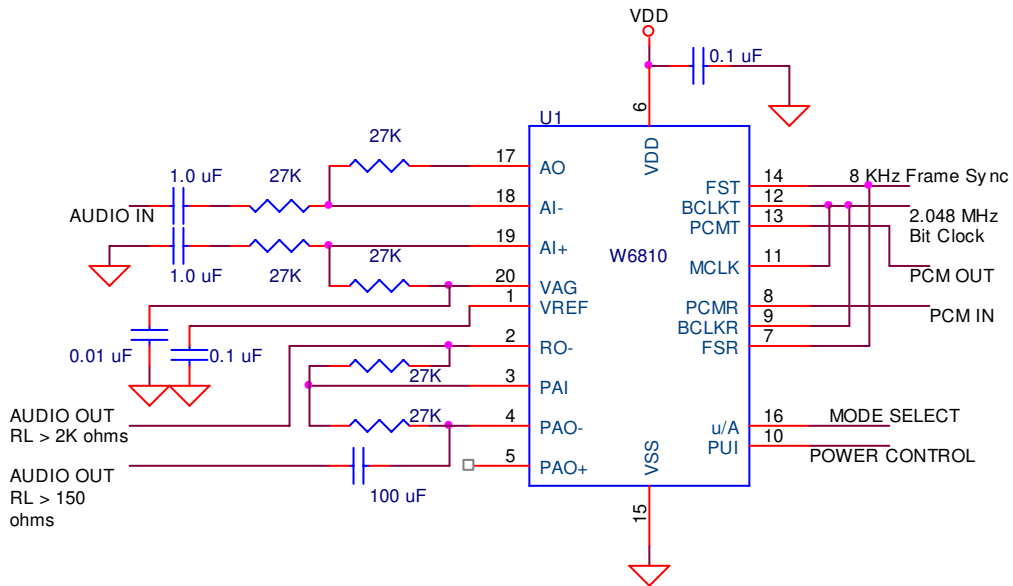 VDD
0.1 uF
6
U1
VDD
27K
17
AO
1.0 uF
27K
18
AI-
AUDIO IN
19
AI+
1.0 uF
27K
27K
20
VAG
1
VREF
0.01 uF
0.1 uF
2
RO-
27K
3
PAI
27K
4
PAO-
AUDIO OUT
RL > 2K ohms
5
PAO+
100 uF
AUDIO OUT
RL > 150
ohms
W6810
14
FST
8 KHz Frame Sync
12
BCLKT
13
PCMT
2.048 MHz
Bit Clock
11
MCLK
PCM OUT
8
PCMR
PCM IN
9
BCLKR
7
FSR
16
u/A
MODE SELECT
10
PUI
POWER CONTROL
VSS
15